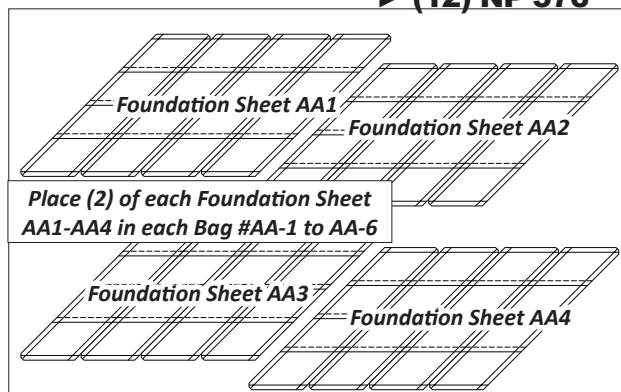 Foundation Sheet AA1
Foundation Sheet AA2
Place (2) of each Foundation Sheet
AA1-AA4 in each Bag #AA-1 to AA-6
Foundation Sheet AA3
Foundation Sheet AA4